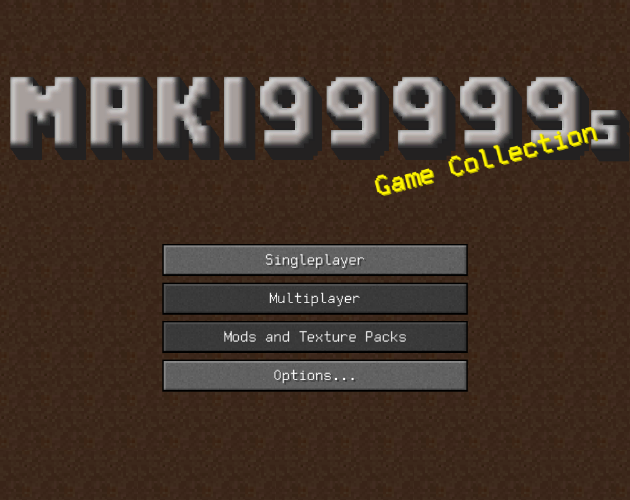 MAKI99999s
Game Collection
Singleplayer
Multiplayer
Mods and Texture Packs
Options...